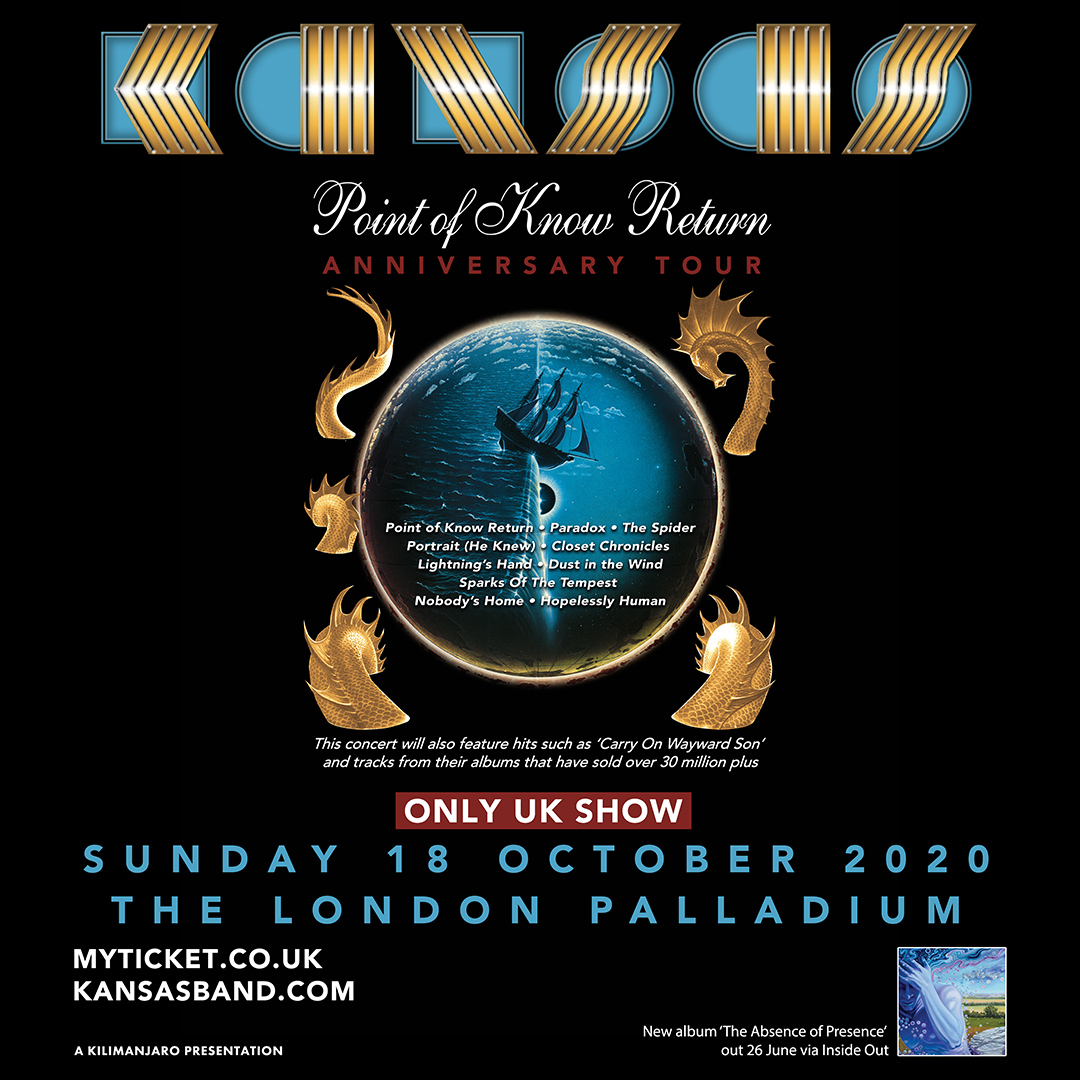 KANSAS
Point of Know Return
ANNIVERSARY TOUR
Point of Know Return • Paradox • The Spider
Portrait (He Knew) • Closet Chronicles
Lightning's Hand • Dust in the Wind
Sparks Of The Tempest
Nobody's Home • Hopelessly Human
This concert will also feature hits such as ‘Carry On Wayward Son’
and tracks from their albums that have sold over 30 million plus
ONLY UK SHOW
SUNDAY 18 OCTOBER 2020
THE LONDON PALLADIUM
MYTICKET.CO.UK
KANSASBAND.COM
A KILIMANJARO PRESENTATION
New album ‘The Absence of Presence’
out 26 June via Inside Out